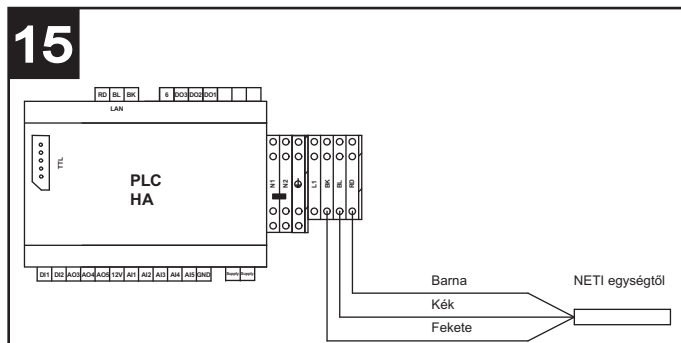 15
RD BL BK 6 DO3 DO2 DO1
LAN
TTL
PLC
HA
N1 N2 L1 BK BL RD
DI1 DI2 AO3 AO4 AO5 12V AI1 AI2 AI3 AI4 AI5 GND Supply Supply
Barna
Kék
Fekete
NETI egységtől